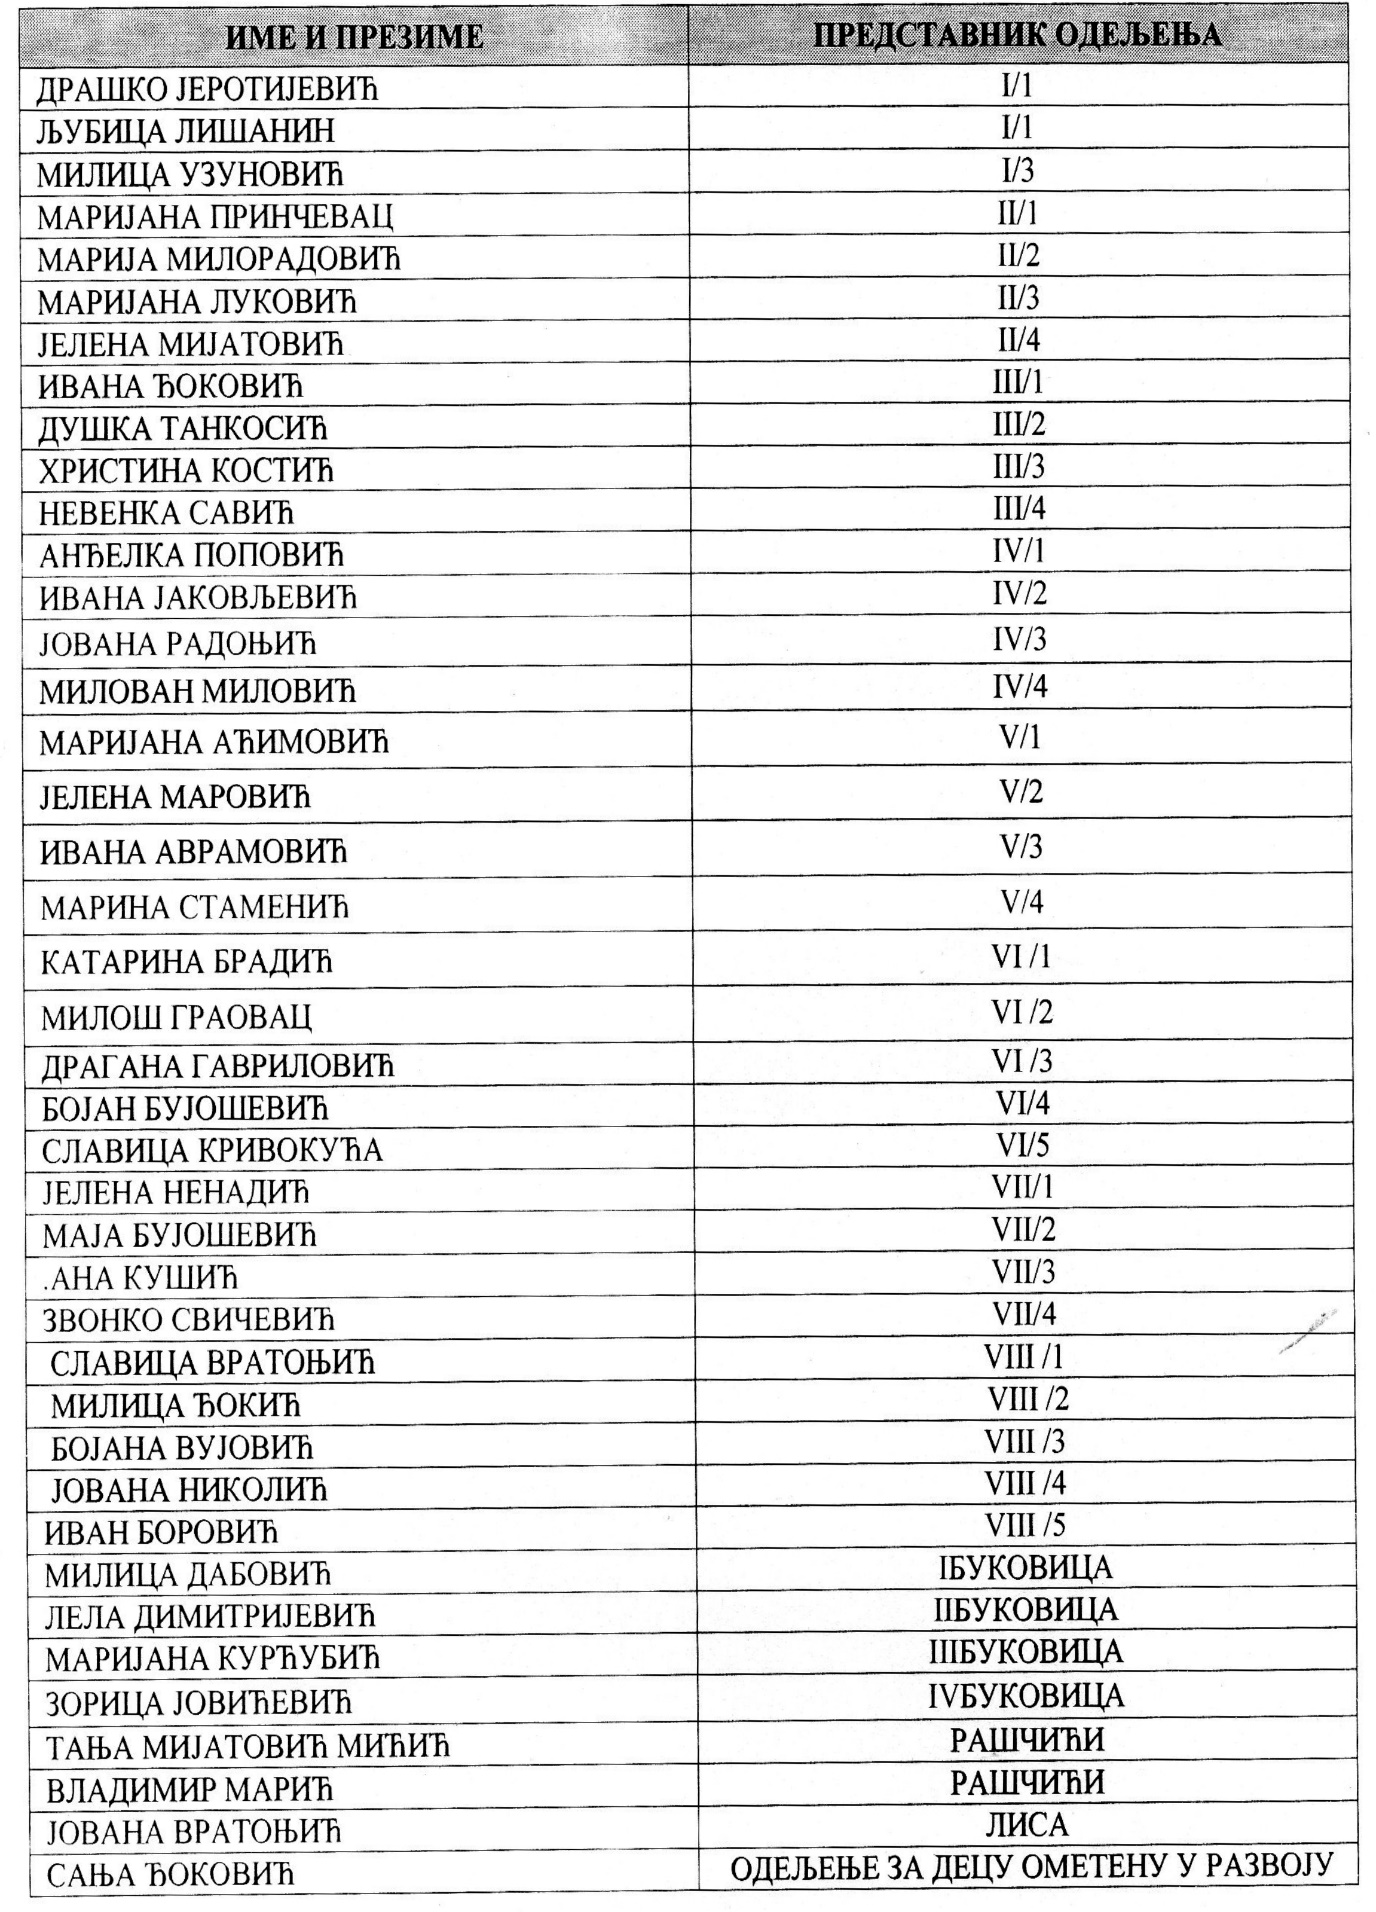 ИМЕ И ПРЕЗИМЕ ПРЕДСТАВНИК ОДЕЉЕЊА
ДРАШКО ЈЕРОТИЈЕВИЋ I/1
ЉУБИЦА ЛИШАНИН I/1
МИЛИЦА УЗУНОВИЋ I/3
МАРИЈАНА ПРИНЧЕВАЦ II/1
МАРИЈА МИЛОРАДОВИЋ II/2
МАРИЈАНА ЛУКОВИЋ II/3
ЈЕЛЕНА МИЈАТОВИЋ II/4
ИВАНА ЂОКОВИЋ III/1
ДУШКА ТАНКОСИЋ III/2
ХРИСТИНА КОСТИЋ III/3
НЕВЕНКА САВИЋ III/4
АНЂЕЛКА ПОПОВИЋ IV/1
ИВАНА ЈАКОВЉЕВИЋ IV/2
ЈОВАНА РАДОЊИЋ IV/3
МИЛОВАН МИЛОВИЋ IV/4
МАРИЈАНА АЋИМОВИЋ V/1
ЈЕЛЕНА МАРОВИЋ V/2
ИВАНА АВРАМОВИЋ V/3
МАРИНА СТАМЕНИЋ V/4
КАТАРИНА БРАДИЋ VI /1
МИЛОШ ГРАОВАЦ VI /2
ДРАГАНА ГАВРИЛОВИЋ VI /3
БОЈАН БУЈОШЕВИЋ VI/4
СЛАВИЦА КРИВОКУЋА VI/5
ЈЕЛЕНА НЕНАДИЋ VII/1
МАЈА БУЈОШЕВИЋ VII/2
.АНА КУШИЋ VII/3
ЗВОНКО СВИЧЕВИЋ VII/4
СЛАВИЦА ВРАТОЊИЋ VIII /1
МИЛИЦА ЂОКИЋ VIII /2
БОЈАНА ВУЈОВИЋ VIII /3
ЈОВАНА НИКОЛИЋ VIII /4
ИВАН БОРОВИЋ VIII /5
МИЛИЦА ДАБОВИЋ IБУКОВИЦА
ЛЕЛА ДИМИТРИЈЕВИЋ IIБУКОВИЦА
МАРИЈАНА КУРЋУБИЋ IIIБУКОВИЦА
ЗОРИЦА ЈОВИЋЕВИЋ IVБУКОВИЦА
ТАЊА МИЈАТОВИЋ МИЋИЋ РАШЧИЋИ
ВЛАДИМИР МАРИЋ РАШЧИЋИ
ЈОВАНА ВРАТОЊИЋ ЛИСА
САЊА ЂОКОВИЋ ОДЕЉЕЊЕ ЗА ДЕЦУ ОМЕТЕНУ У РАЗВОЈУ